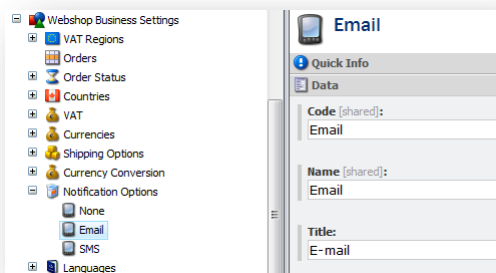 Webshop Business Settings
VAT Regions
Orders
Order Status
Countries
VAT
Currencies
Shipping Options
Currency Conversion
Notification Options
None
Email
SMS
Languages
Email
Quick Info
Data
Code [shared]:
Email
Name [shared]:
Email
Title:
E-mail